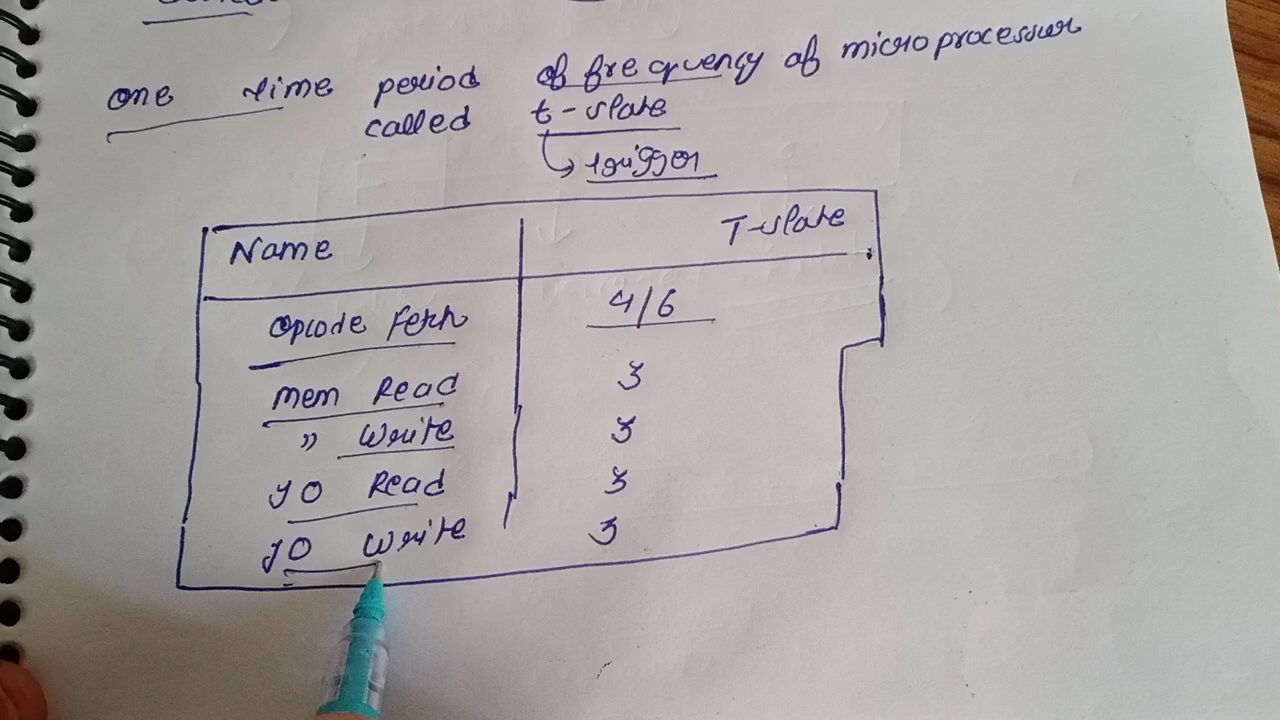 one time period of frequency of microprocessor
called t-state
↳ trigger
Name T-state
opcode Fetch 4/6
Mem Read 3
" Write 3
IO Read 3
IO Write 3